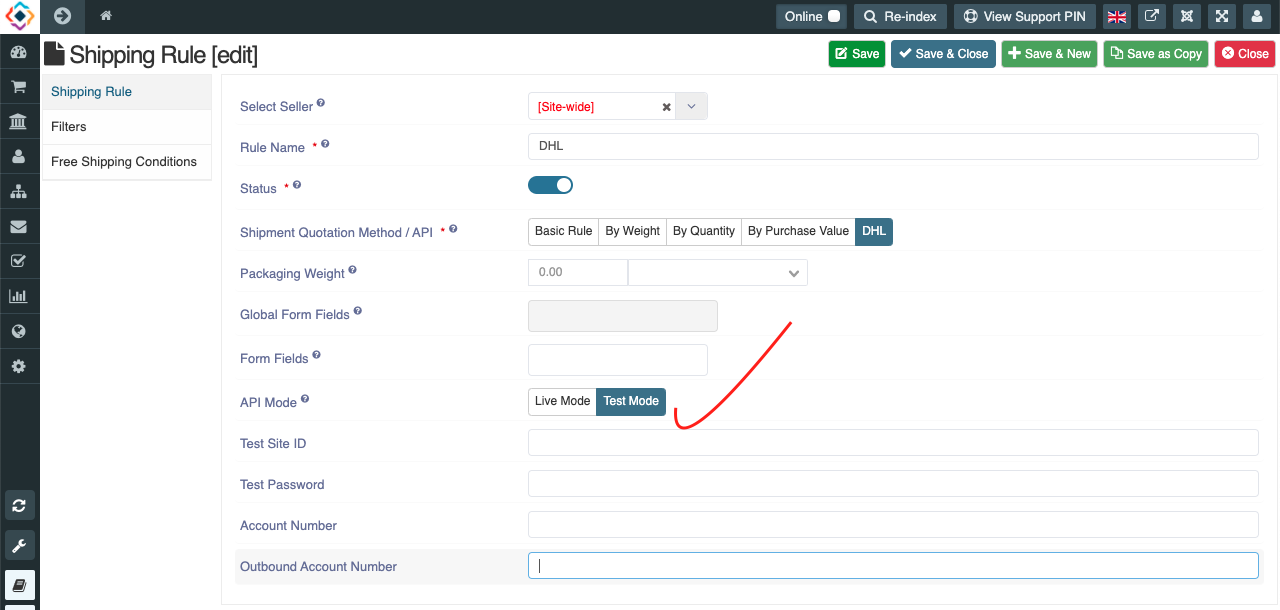 Online Re-index View Support PIN
Shipping Rule [edit]
Save Save & Close Save & New Save as Copy Close
Shipping Rule
Filters
Free Shipping Conditions
Select Seller ? [Site-wide]
Rule Name * ? DHL
Status * ?
Shipment Quotation Method / API * ? Basic Rule By Weight By Quantity By Purchase Value DHL
Packaging Weight ? 0.00
Global Form Fields ?
Form Fields ?
API Mode ? Live Mode Test Mode
Test Site ID
Test Password
Account Number
Outbound Account Number